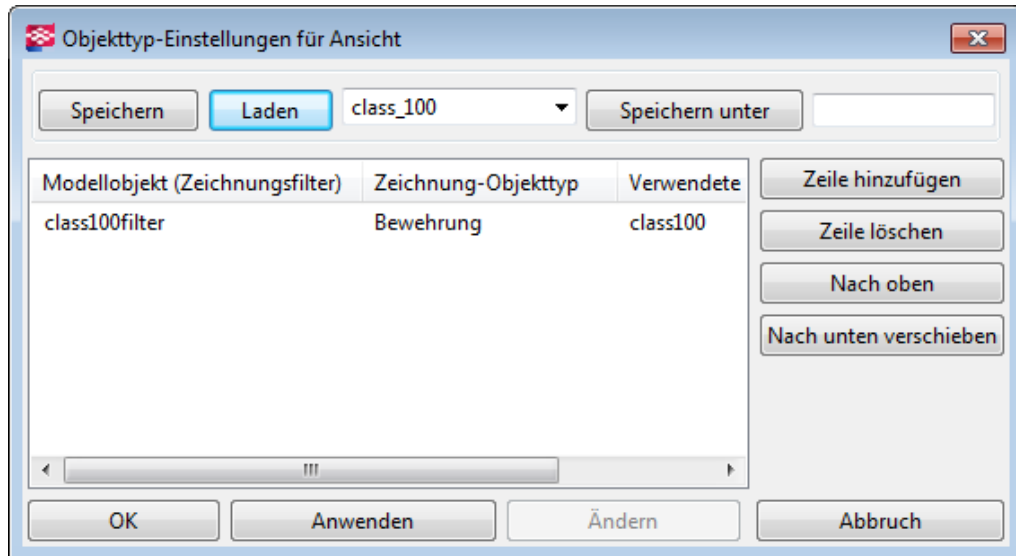 Objekttyp-Einstellungen für Ansicht
Speichern Laden class_100 Speichern unter
Modellobjekt (Zeichnungsfilter) Zeichnung-Objekttyp Verwendete Zeile hinzufügen
class100filter Bewehrung class100
Zeile löschen
Nach oben
Nach unten verschieben
OK Anwenden Ändern Abbruch